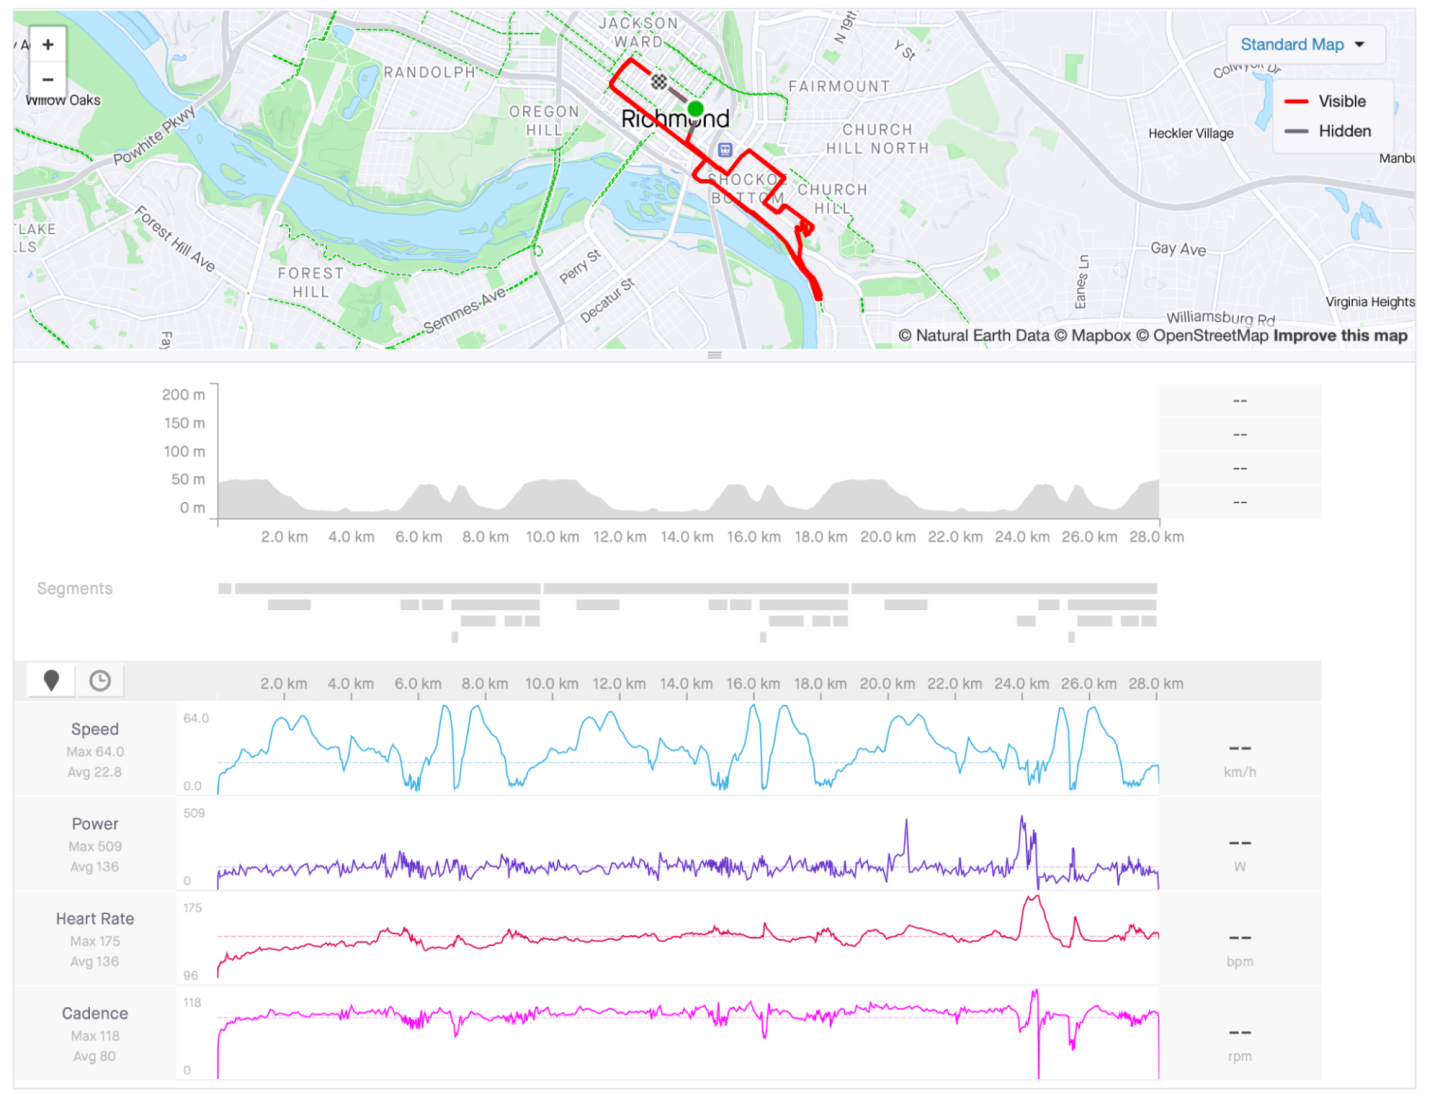 JACKSON
WARD
N 19th
Y St
Standard Map
+
−
RANDOLPH
Colwyck Dr
Willow Oaks
FAIRMOUNT
Visible
Hidden
OREGON
HILL
Richmond
Powhite Pkwy
CHURCH
HILL NORTH
Heckler Village
Manbu
SHOCKOE
BOTTOM
CHURCH
HILL
Forest Hill Ave
LAKE
LLS
Gay Ave
Perry St
FOREST
HILL
Eanes Ln
Decatur St
Semmes Ave
Virginia Heights
Williamsburg Rd
Fay
© Natural Earth Data © Mapbox © OpenStreetMap Improve this map
200 m
--
150 m
--
100 m
--
50 m
--
0 m
2.0 km 4.0 km 6.0 km 8.0 km 10.0 km 12.0 km 14.0 km 16.0 km 18.0 km 20.0 km 22.0 km 24.0 km 26.0 km 28.0 km
Segments
2.0 km 4.0 km 6.0 km 8.0 km 10.0 km 12.0 km 14.0 km 16.0 km 18.0 km 20.0 km 22.0 km 24.0 km 26.0 km 28.0 km
Speed
Max 64.0
Avg 22.8
64.0
0.0
--
km/h
Power
Max 509
Avg 136
509
0
--
W
Heart Rate
Max 175
Avg 136
175
96
--
bpm
Cadence
Max 118
Avg 80
118
0
--
rpm